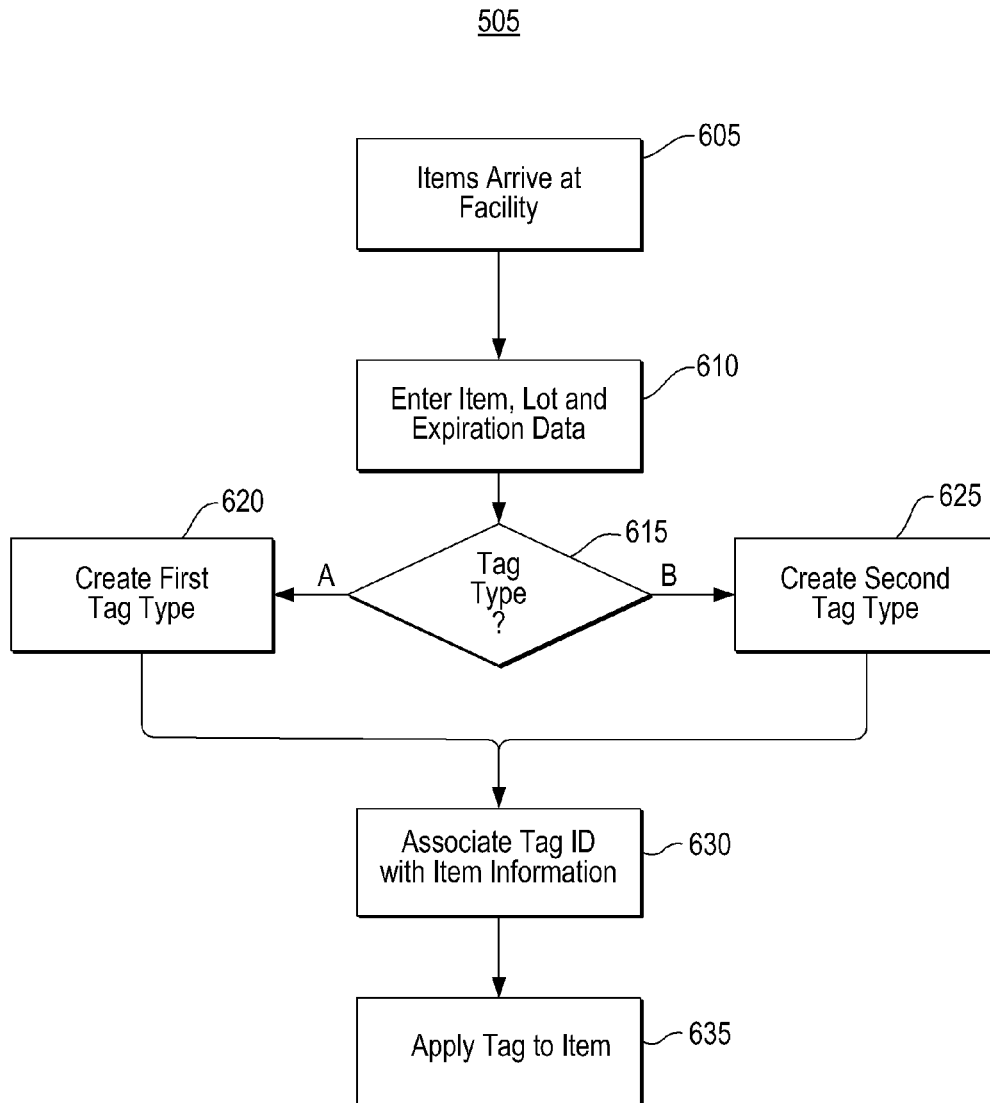 505
605
Items Arrive at
Facility
610
Enter Item, Lot and
Expiration Data
620
625
615
Create First
Tag Type
A
Tag
Type
?
B
Create Second
Tag Type
Associate Tag ID
with Item Information
630
Apply Tag to Item
635